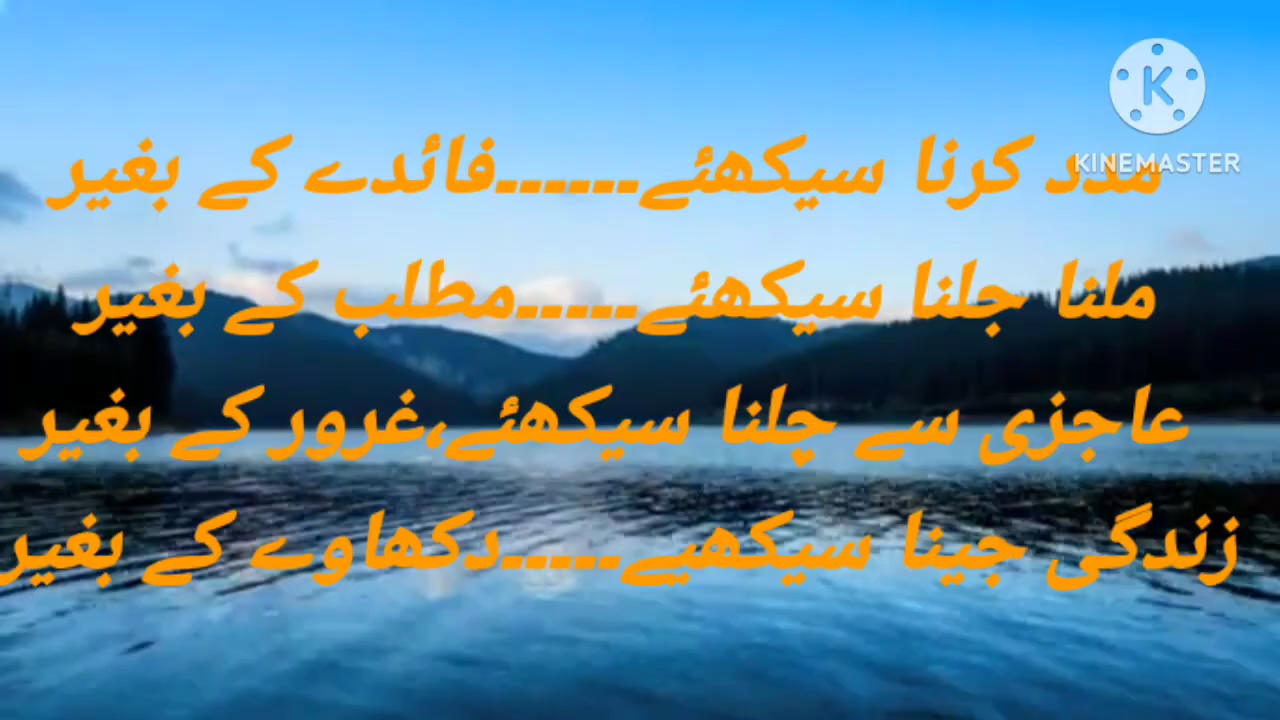 KINEMASTER
مدد کرنا سیکھئے......فائدے کے بغیر
ملنا جلنا سیکھئے.....مطلب کے بغیر
عاجزی سے چلنا سیکھئے،غرور کے بغیر
زندگی جینا سیکھیے.....دکھاوے کے بغیر